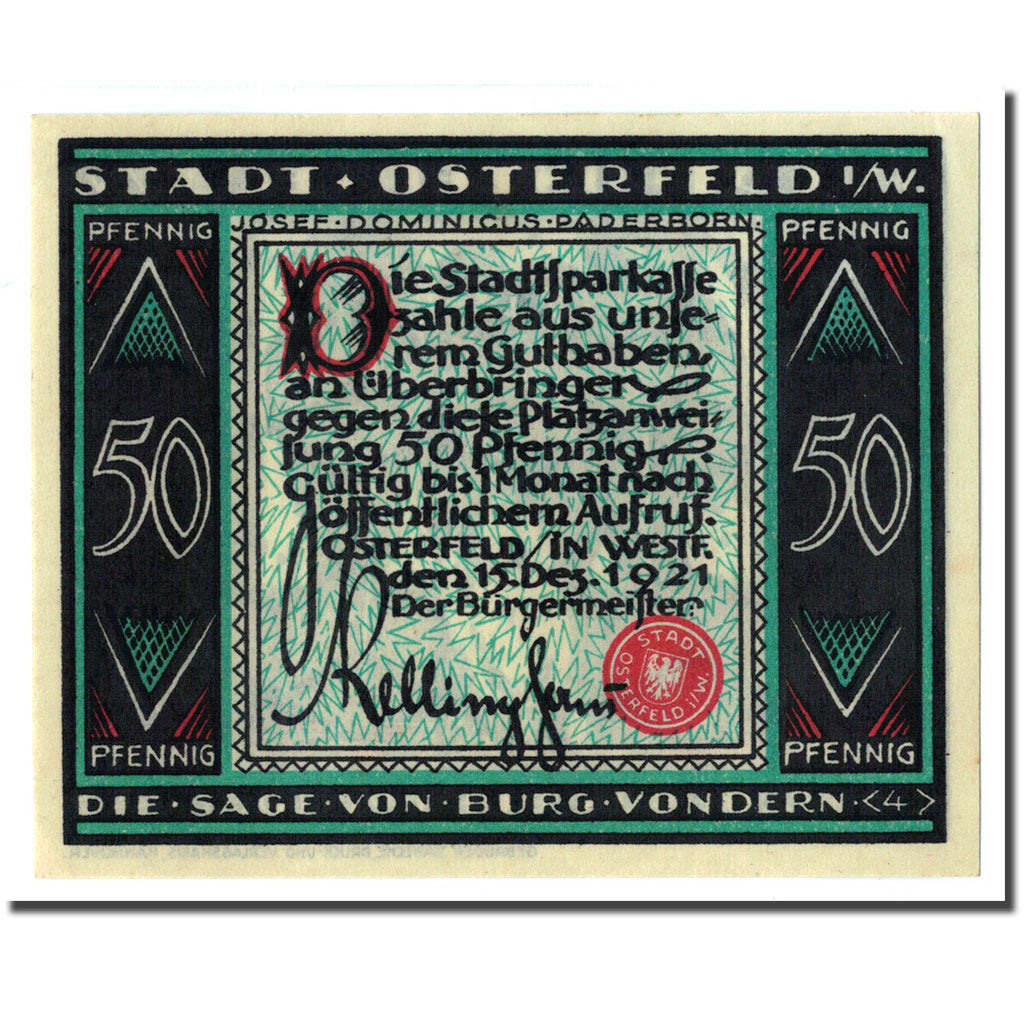 STADT · OSTERFELD I/W.
JOSEF · DOMINICUS · PADERBORN.
PFENNIG
PFENNIG
Die Stadtſparkaſſe
zahle aus unſe-
rem Guthaben,
an Überbringer
gegen dieſe Platzanwei-
ſung 50 Pfennig.
Gültig bis 1 Monat nach
öffentlichem Aufruf.
OSTERFELD/IN WESTF.
den 15. Dez. 1921
Der Bürgermeiſter:
50
50
Kellinghaus
STADT OSTERFELD I/W.
PFENNIG
PFENNIG
DIE · SAGE · VON · BURG · VONDERN · <4>